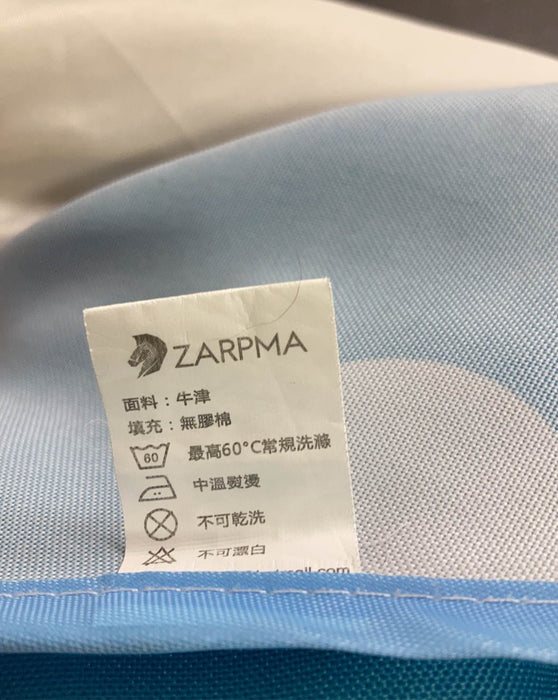 ZARPMA
面料：牛津
填充：無膠棉
60 最高60°C常規洗滌
中溫熨燙
不可乾洗
不可漂白